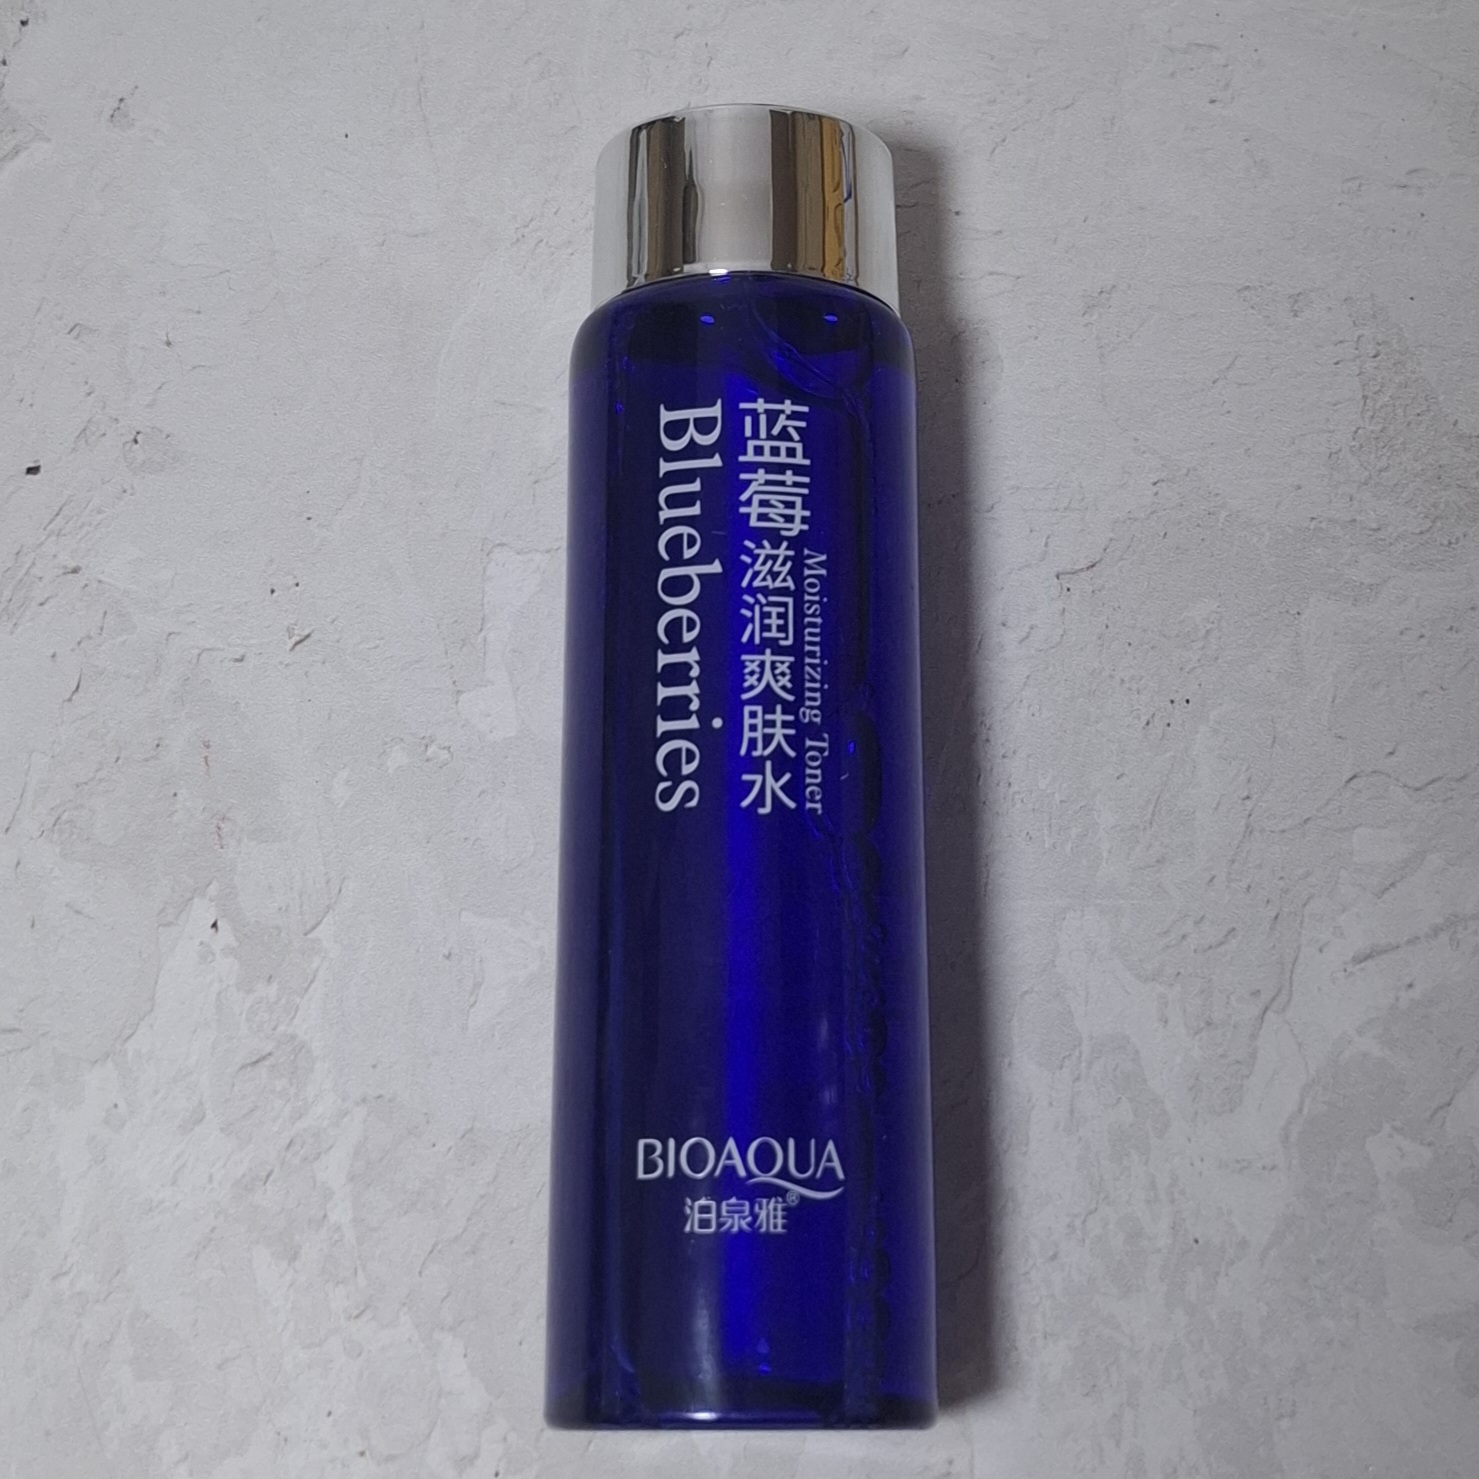 Blueberries
蓝莓滋润爽肤水
Moisturizing Toner
BIOAQUA
泊泉雅®